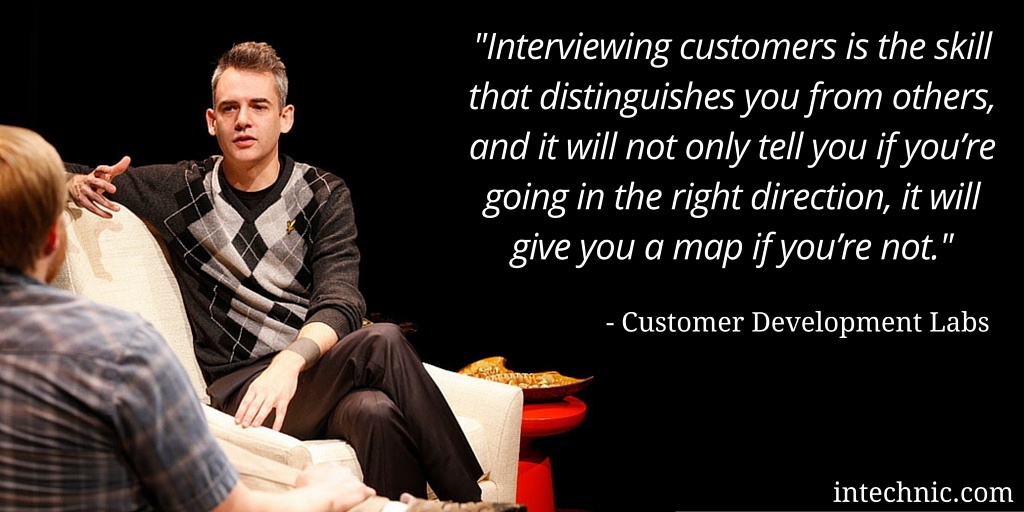 "Interviewing customers is the skill
that distinguishes you from others,
and it will not only tell you if you’re
going in the right direction, it will
give you a map if you’re not."
- Customer Development Labs
intechnic.com